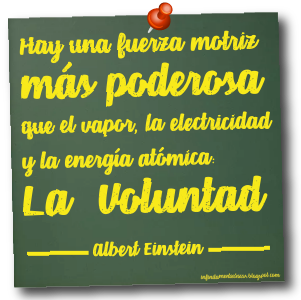 Hay una fuerza motriz
más poderosa
que el vapor, la electricidad
y la energía atómica:
La Voluntad
Albert Einstein